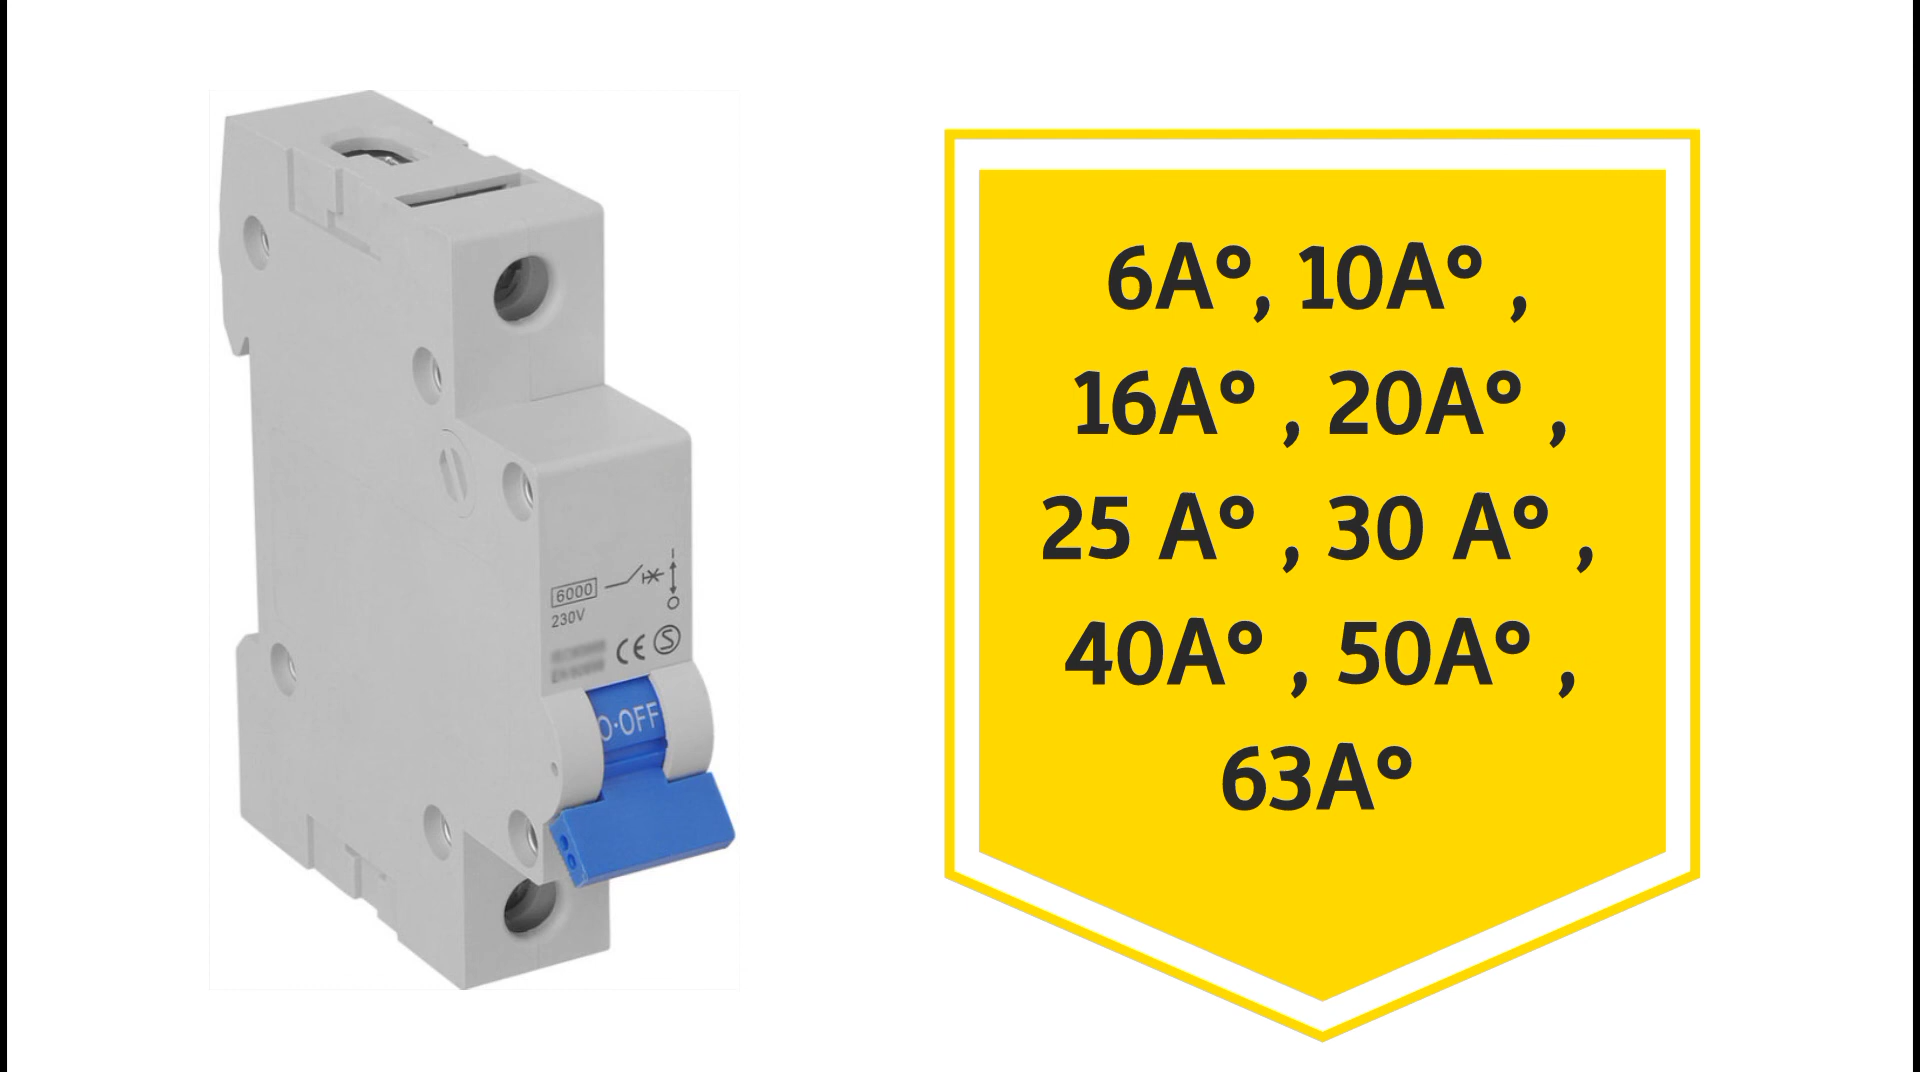 6000
230V
CE S
O·OFF
6A°, 10A° ,
16A° , 20A° ,
25 A° , 30 A° ,
40A° , 50A° ,
63A°